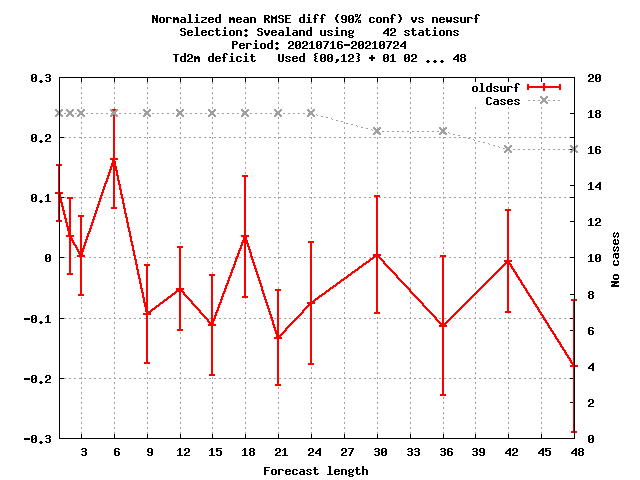 Normalized mean RMSE diff (90% conf) vs newsurf
Selection: Svealand using    42 stations
Period: 20210716-20210724
Td2m deficit   Used {00,12} + 01 02 ... 48
oldsurf
Cases
0.3
0.2
0.1
0
-0.1
-0.2
-0.3
20
18
16
14
12
10
8
6
4
2
0
No cases
3 6 9 12 15 18 21 24 27 30 33 36 39 42 45 48
Forecast length